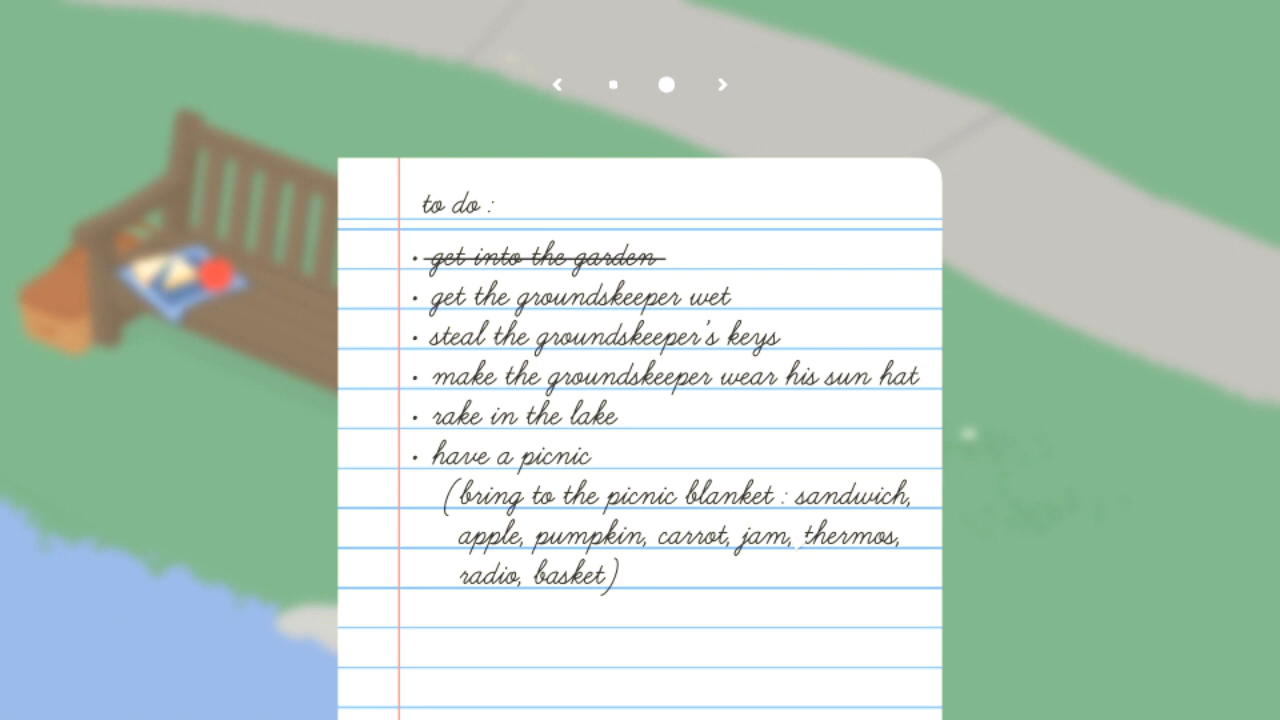 to do :
• get into the garden
• get the groundskeeper wet
• steal the groundskeeper's keys
• make the groundskeeper wear his sun hat
• rake in the lake
• have a picnic
(bring to the picnic blanket : sandwich,
apple, pumpkin, carrot, jam, thermos,
radio, basket)